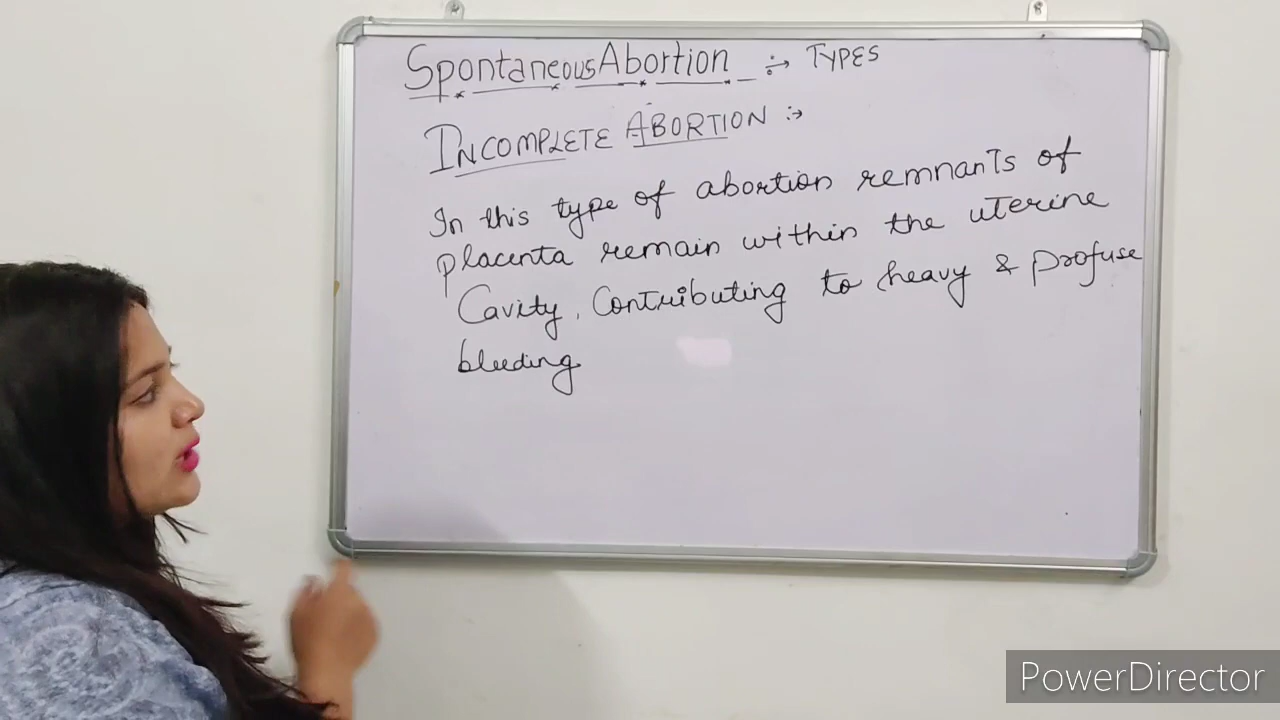 Spontaneous Abortion ÷→ TYPES
INCOMPLETE ABORTION :→
In this type of abortion remnants of
placenta remain within the uterine
Cavity, Contributing to heavy & profuse
bleeding
PowerDirector